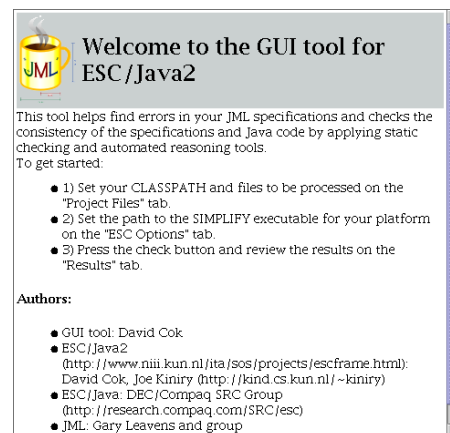 JML
Welcome to the GUI tool for
ESC/Java2
This tool helps find errors in your JML specifications and checks the
consistency of the specifications and Java code by applying static
checking and automated reasoning tools.
To get started:
● 1) Set your CLASSPATH and files to be processed on the
"Project Files" tab.
● 2) Set the path to the SIMPLIFY executable for your platform
on the "ESC Options" tab.
● 3) Press the check button and review the results on the
"Results" tab.
Authors:
● GUI tool: David Cok
● ESC/Java2
(http://www.niii.kun.nl/ita/sos/projects/escframe.html):
David Cok, Joe Kiniry (http://kind.cs.kun.nl/~kiniry)
● ESC/Java: DEC/Compaq SRC Group
(http://research.compaq.com/SRC/esc)
● JML: Gary Leavens and group